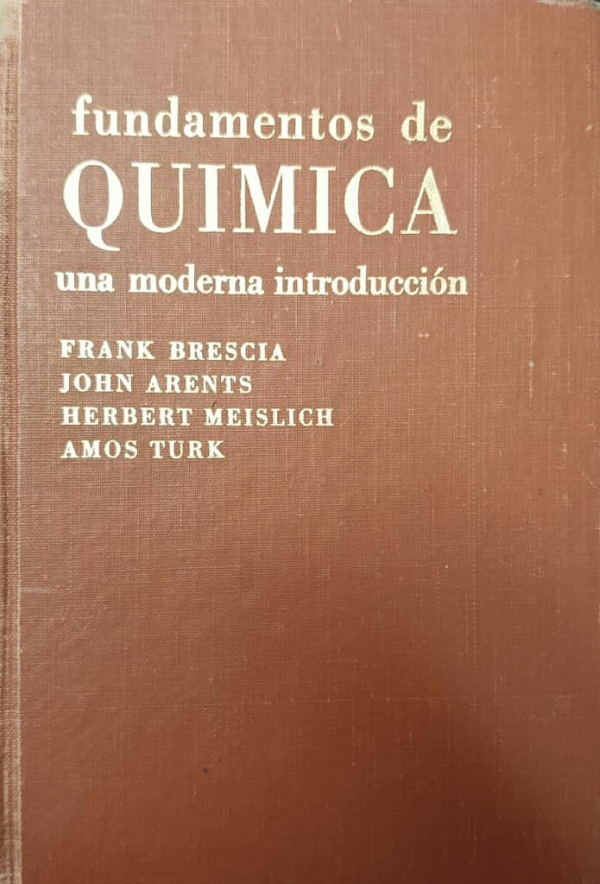 fundamentos de
QUIMICA
una moderna introducción
FRANK BRESCIA
JOHN ARENTS
HERBERT MEISLICH
AMOS TURK